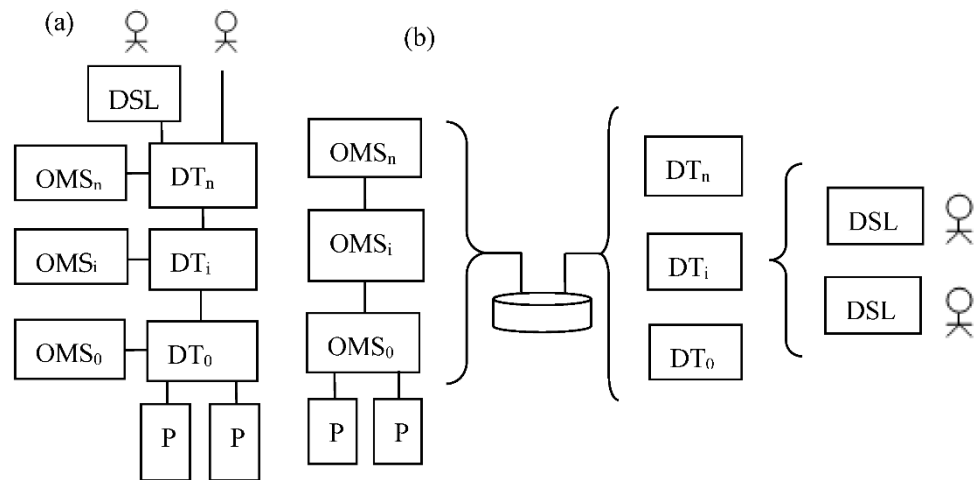 (a)
DSL
OMSₙ
DTₙ
OMSᵢ
DTᵢ
OMS₀
DT₀
P
P
(b)
OMSₙ
OMSᵢ
OMS₀
P
P
DTₙ
DTᵢ
DT₀
DSL
DSL